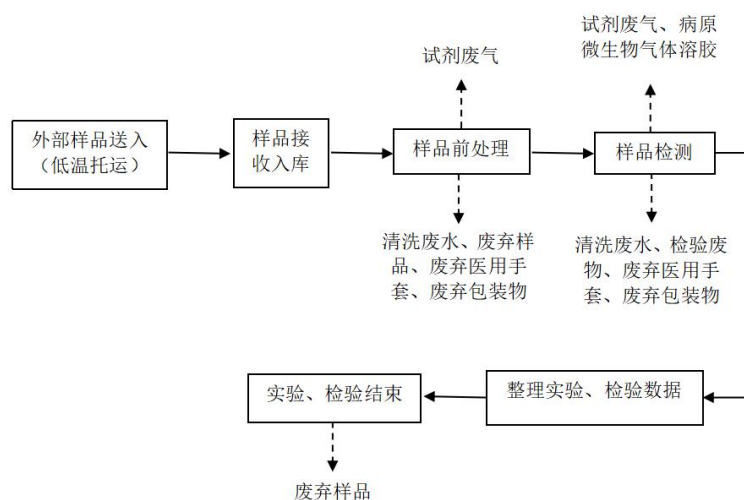 试剂废气
试剂废气、病原
微生物气体溶胶
外部样品送入
（低温托运）
样品接
收入库
样品前处理
样品检测
清洗废水、废弃样
品、废弃医用手
套、废弃包装物
清洗废水、检验废
物、废弃医用手
套、废弃包装物
实验、检验结束
整理实验、检验数据
废弃样品